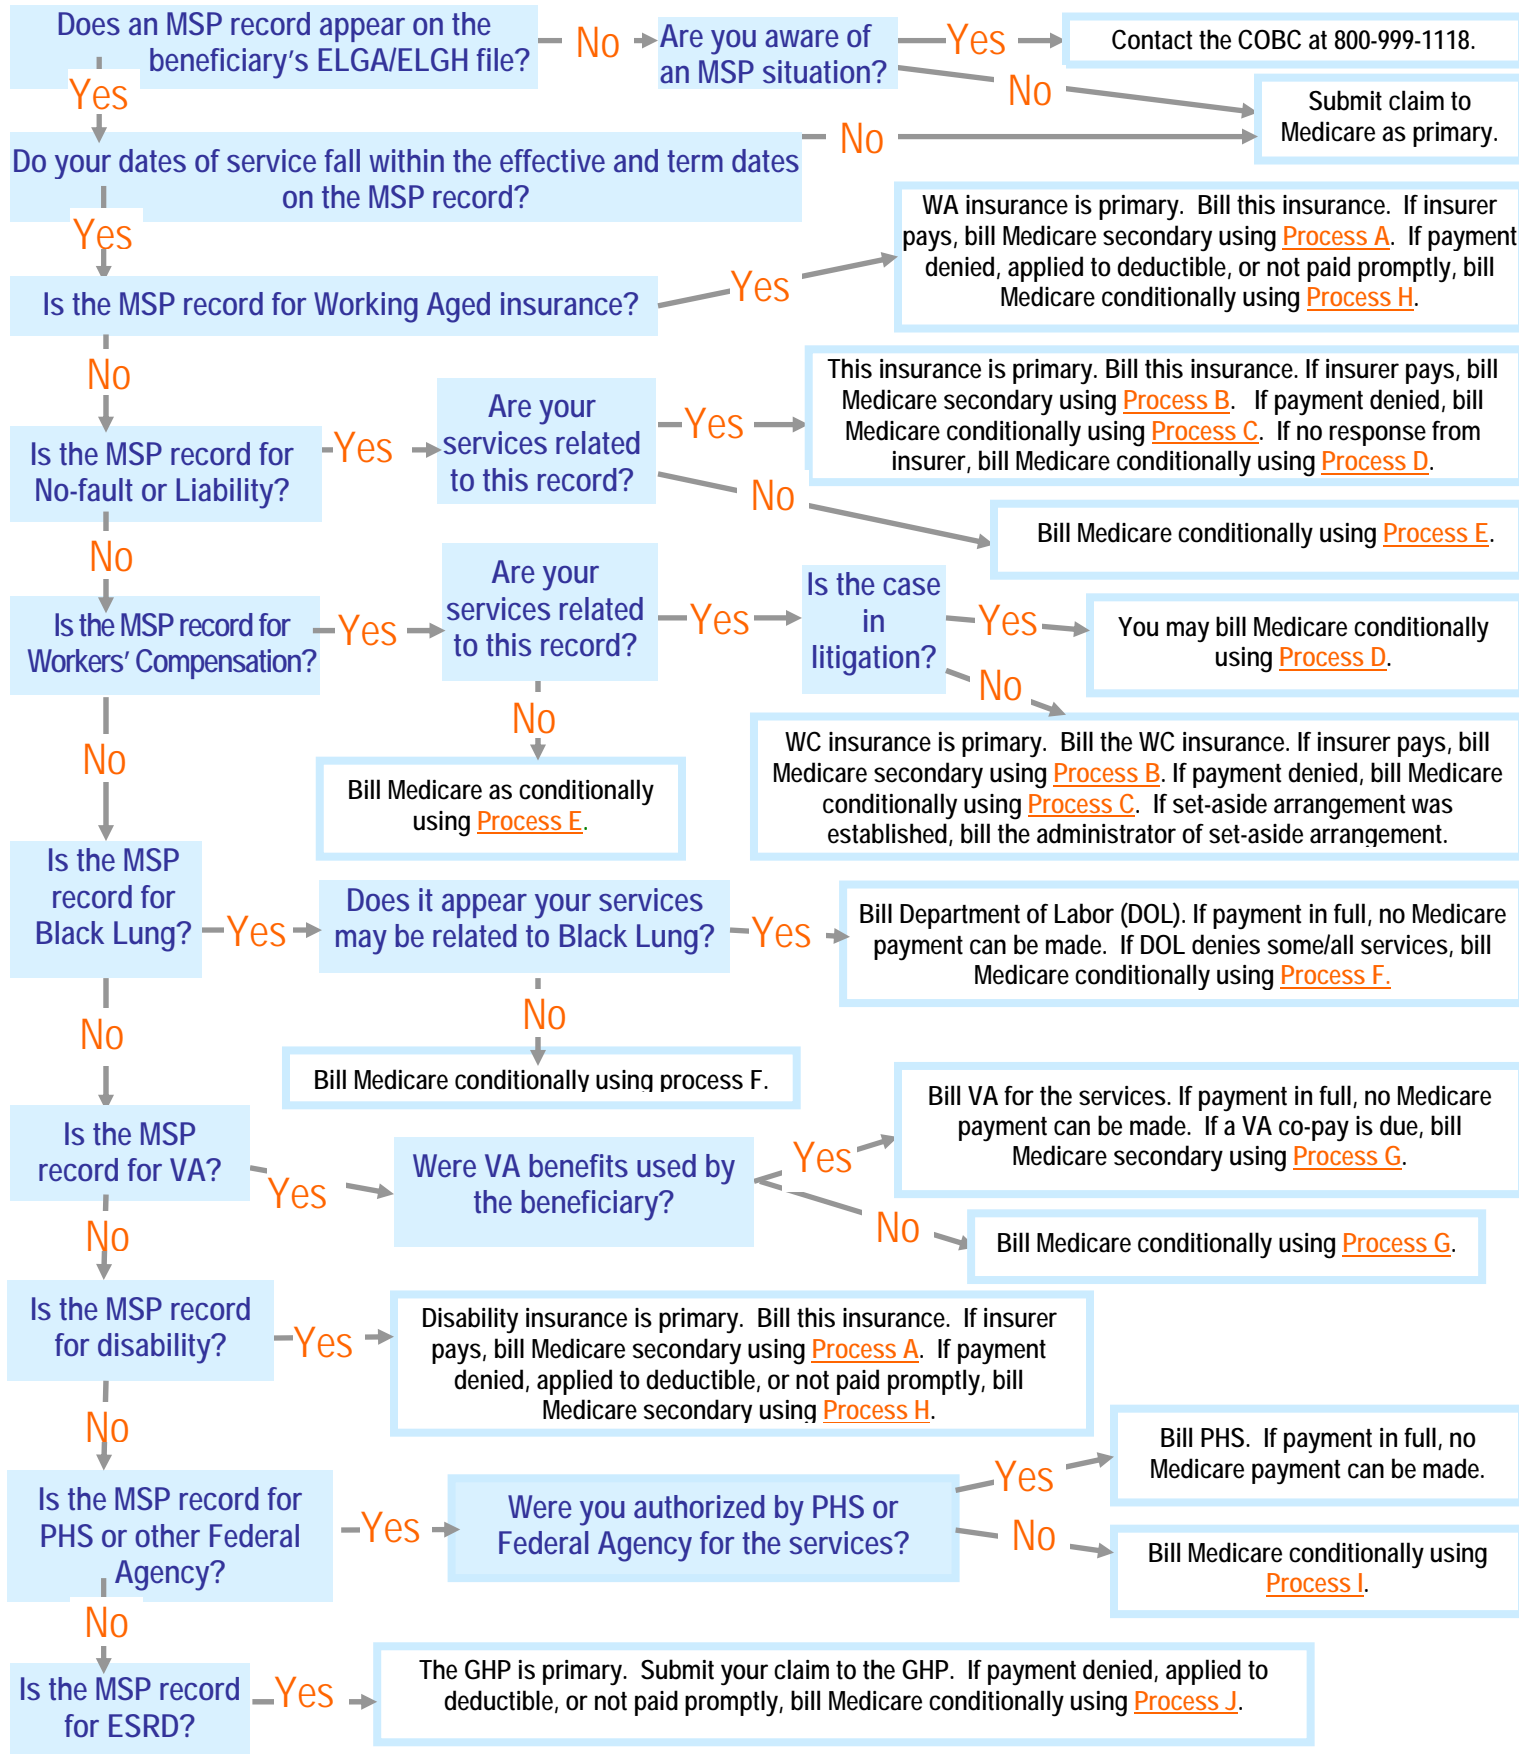 Does an MSP record appear on the
beneficiary's ELGA/ELGH file?
No
Are you aware of
an MSP situation?
Yes
Contact the COBC at 800-999-1118.
No
Submit claim to
Medicare as primary.
Yes
Do your dates of service fall within the effective and term dates
on the MSP record?
No
Yes
Is the MSP record for Working Aged insurance?
Yes
WA insurance is primary. Bill this insurance. If insurer
pays, bill Medicare secondary using Process A. If payment
denied, applied to deductible, or not paid promptly, bill
Medicare conditionally using Process H.
No
Is the MSP record for
No-fault or Liability?
Yes
Are your
services related
to this record?
Yes
This insurance is primary. Bill this insurance. If insurer pays, bill
Medicare secondary using Process B. If payment denied, bill
Medicare conditionally using Process C. If no response from
insurer, bill Medicare conditionally using Process D.
No
Bill Medicare conditionally using Process E.
No
Is the MSP record for
Workers' Compensation?
Yes
Are your
services related
to this record?
Yes
Is the case
in
litigation?
Yes
You may bill Medicare conditionally
using Process D.
No
WC insurance is primary. Bill the WC insurance. If insurer pays, bill
Medicare secondary using Process B. If payment denied, bill Medicare
conditionally using Process C. If set-aside arrangement was
established, bill the administrator of set-aside arrangement.
No
Bill Medicare as conditionally
using Process E.
No
Is the MSP
record for
Black Lung?
Yes
Does it appear your services
may be related to Black Lung?
Yes
Bill Department of Labor (DOL). If payment in full, no Medicare
payment can be made. If DOL denies some/all services, bill
Medicare conditionally using Process F.
No
Bill Medicare conditionally using process F.
No
Is the MSP
record for VA?
Yes
Were VA benefits used by
the beneficiary?
Yes
Bill VA for the services. If payment in full, no Medicare
payment can be made. If a VA co-pay is due, bill
Medicare secondary using Process G.
No
Bill Medicare conditionally using Process G.
No
Is the MSP record
for disability?
Yes
Disability insurance is primary. Bill this insurance. If insurer
pays, bill Medicare secondary using Process A. If payment
denied, applied to deductible, or not paid promptly, bill
Medicare secondary using Process H.
No
Is the MSP record for
PHS or other Federal
Agency?
Yes
Were you authorized by PHS or
Federal Agency for the services?
Yes
Bill PHS. If payment in full, no
Medicare payment can be made.
No
Bill Medicare conditionally using
Process I.
No
Is the MSP record
for ESRD?
Yes
The GHP is primary. Submit your claim to the GHP. If payment denied, applied to
deductible, or not paid promptly, bill Medicare conditionally using Process J.